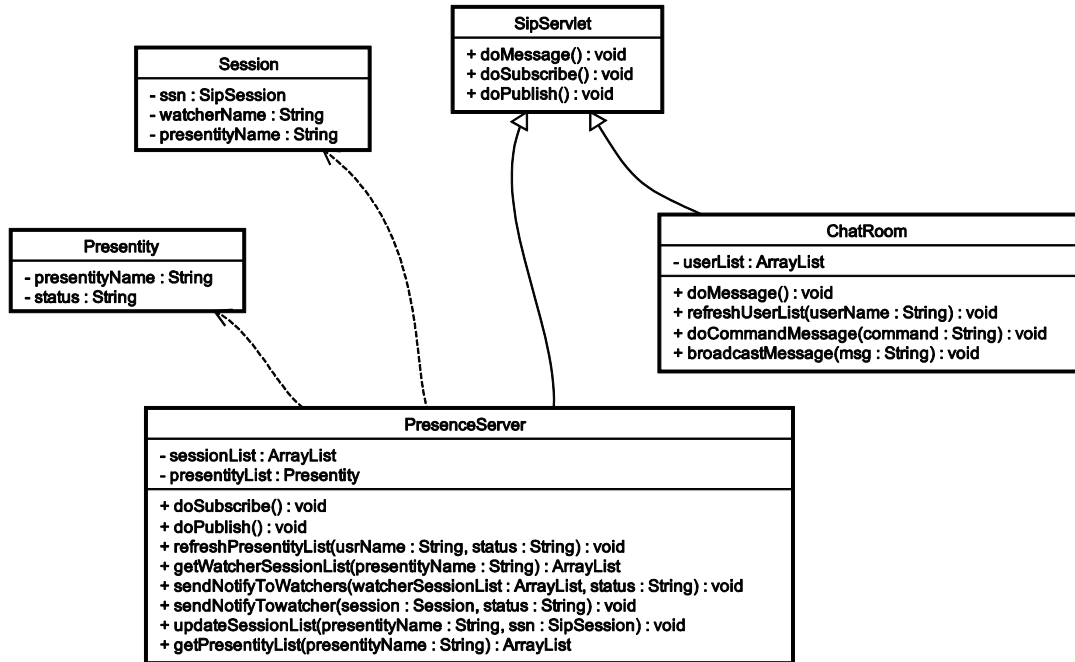 SipServlet
+ doMessage() : void
+ doSubscribe() : void
+ doPublish() : void
Session
- ssn : SipSession
- watcherName : String
- presentityName : String
Presentity
- presentityName : String
- status : String
ChatRoom
- userList : ArrayList
+ doMessage() : void
+ refreshUserList(userName : String) : void
+ doCommandMessage(command : String) : void
+ broadcastMessage(msg : String) : void
PresenceServer
- sessionList : ArrayList
- presentityList : Presentity
+ doSubscribe() : void
+ doPublish() : void
+ refreshPresentityList(usrName : String, status : String) : void
+ getWatcherSessionList(presentityName : String) : ArrayList
+ sendNotifyToWatchers(watcherSessionList : ArrayList, status : String) : void
+ sendNotifyTowatcher(session : Session, status : String) : void
+ updateSessionList(presentityName : String, ssn : SipSession) : void
+ getPresentityList(presentityName : String) : ArrayList